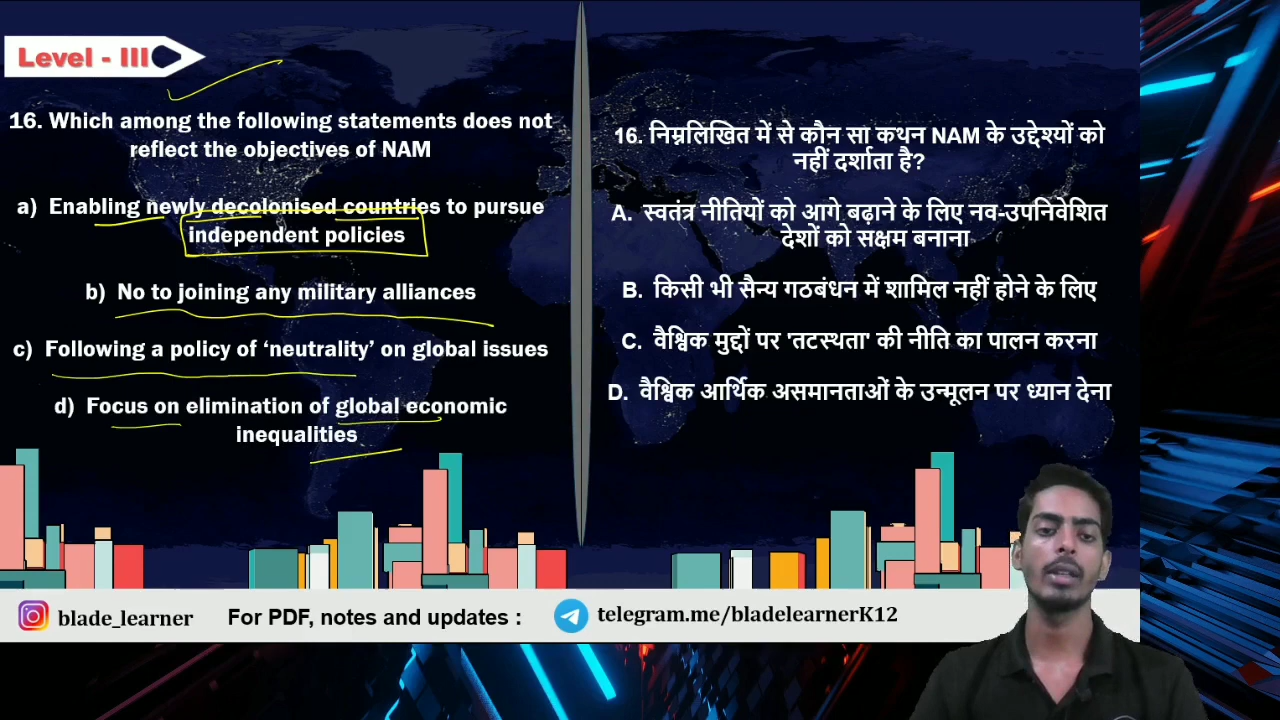 Level - III
16. Which among the following statements does not
reflect the objectives of NAM
a) Enabling newly decolonised countries to pursue
independent policies
b) No to joining any military alliances
c) Following a policy of ‘neutrality’ on global issues
d) Focus on elimination of global economic
inequalities
16. निम्नलिखित में से कौन सा कथन NAM के उद्देश्यों को
नहीं दर्शाता है?
A. स्वतंत्र नीतियों को आगे बढ़ाने के लिए नव-उपनिवेशित
देशों को सक्षम बनाना
B. किसी भी सैन्य गठबंधन में शामिल नहीं होने के लिए
C. वैश्विक मुद्दों पर 'तटस्थता' की नीति का पालन करना
D. वैश्विक आर्थिक असमानताओं के उन्मूलन पर ध्यान देना
blade_learner
For PDF, notes and updates :
telegram.me/bladelearnerK12